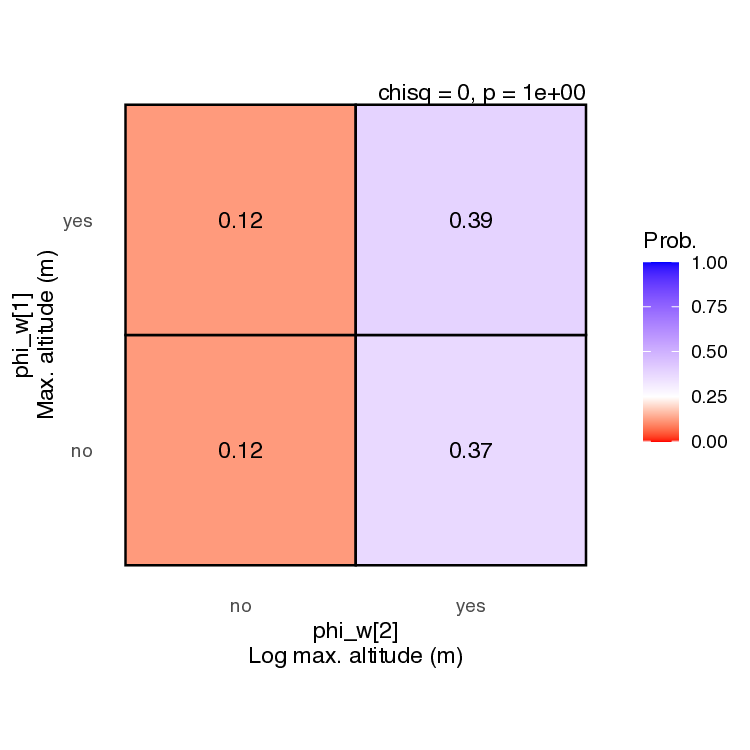 chisq = 0, p = 1e+00
yes
0.12
0.39
no
0.12
0.37
no
yes
phi_w[2]
Log max. altitude (m)
phi_w[1]
Max. altitude (m)
Prob.
1.00
0.75
0.50
0.25
0.00